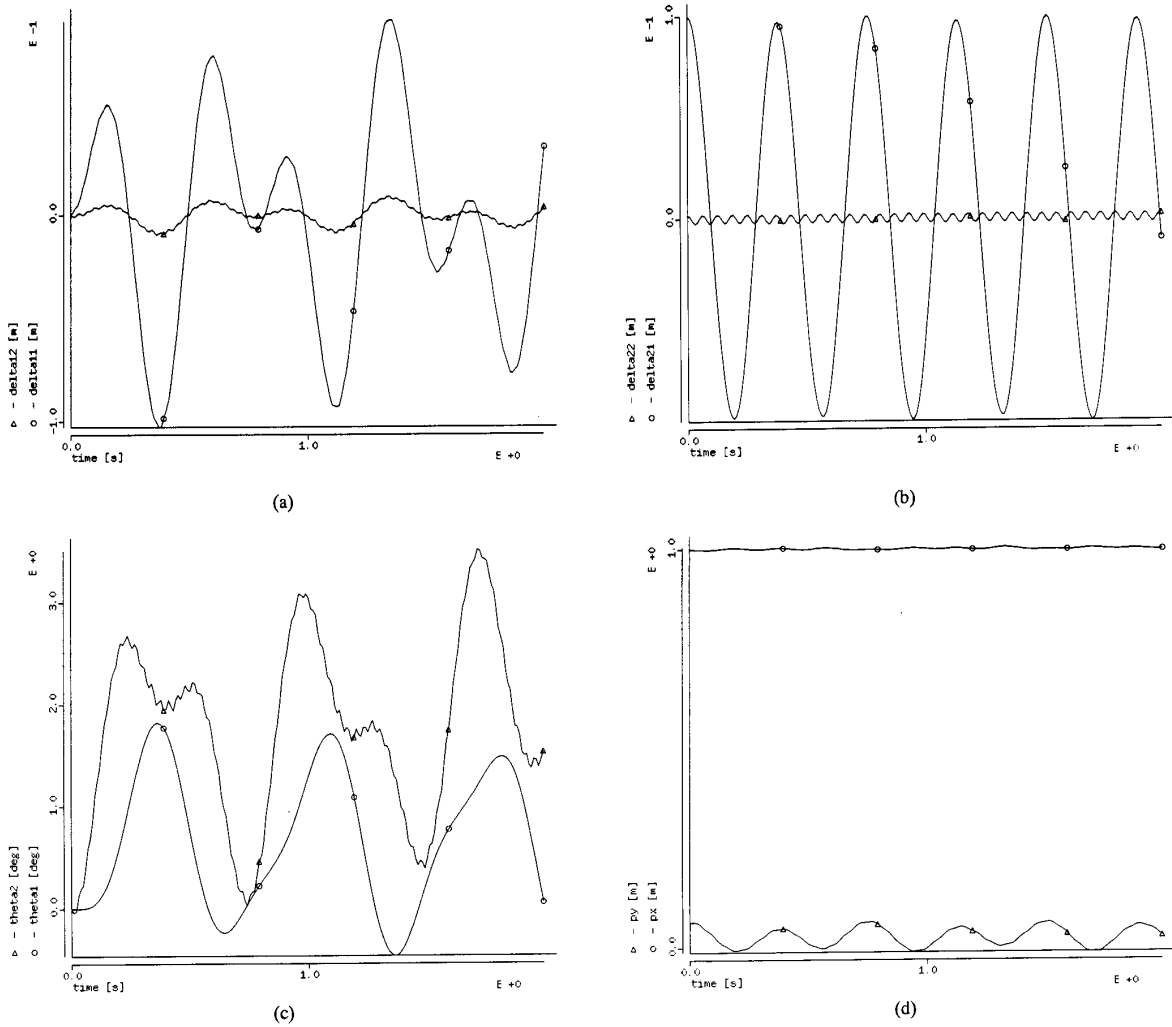 E -1
0.0
-1.0
△ - delta12 [m]
o - delta11 [m]
0.0
1.0
time [s]
E +0
(a)
E -1
1.0
0.0
△ - delta22 [m]
o - delta21 [m]
0.0
1.0
time [s]
E +0
(b)
E +0
3.0
2.0
1.0
0.0
△ - theta2 [deg]
o - theta1 [deg]
0.0
1.0
time [s]
E +0
(c)
E +0
1.0
0.0
△ - py [m]
o - px [m]
0.0
1.0
time [s]
E +0
(d)